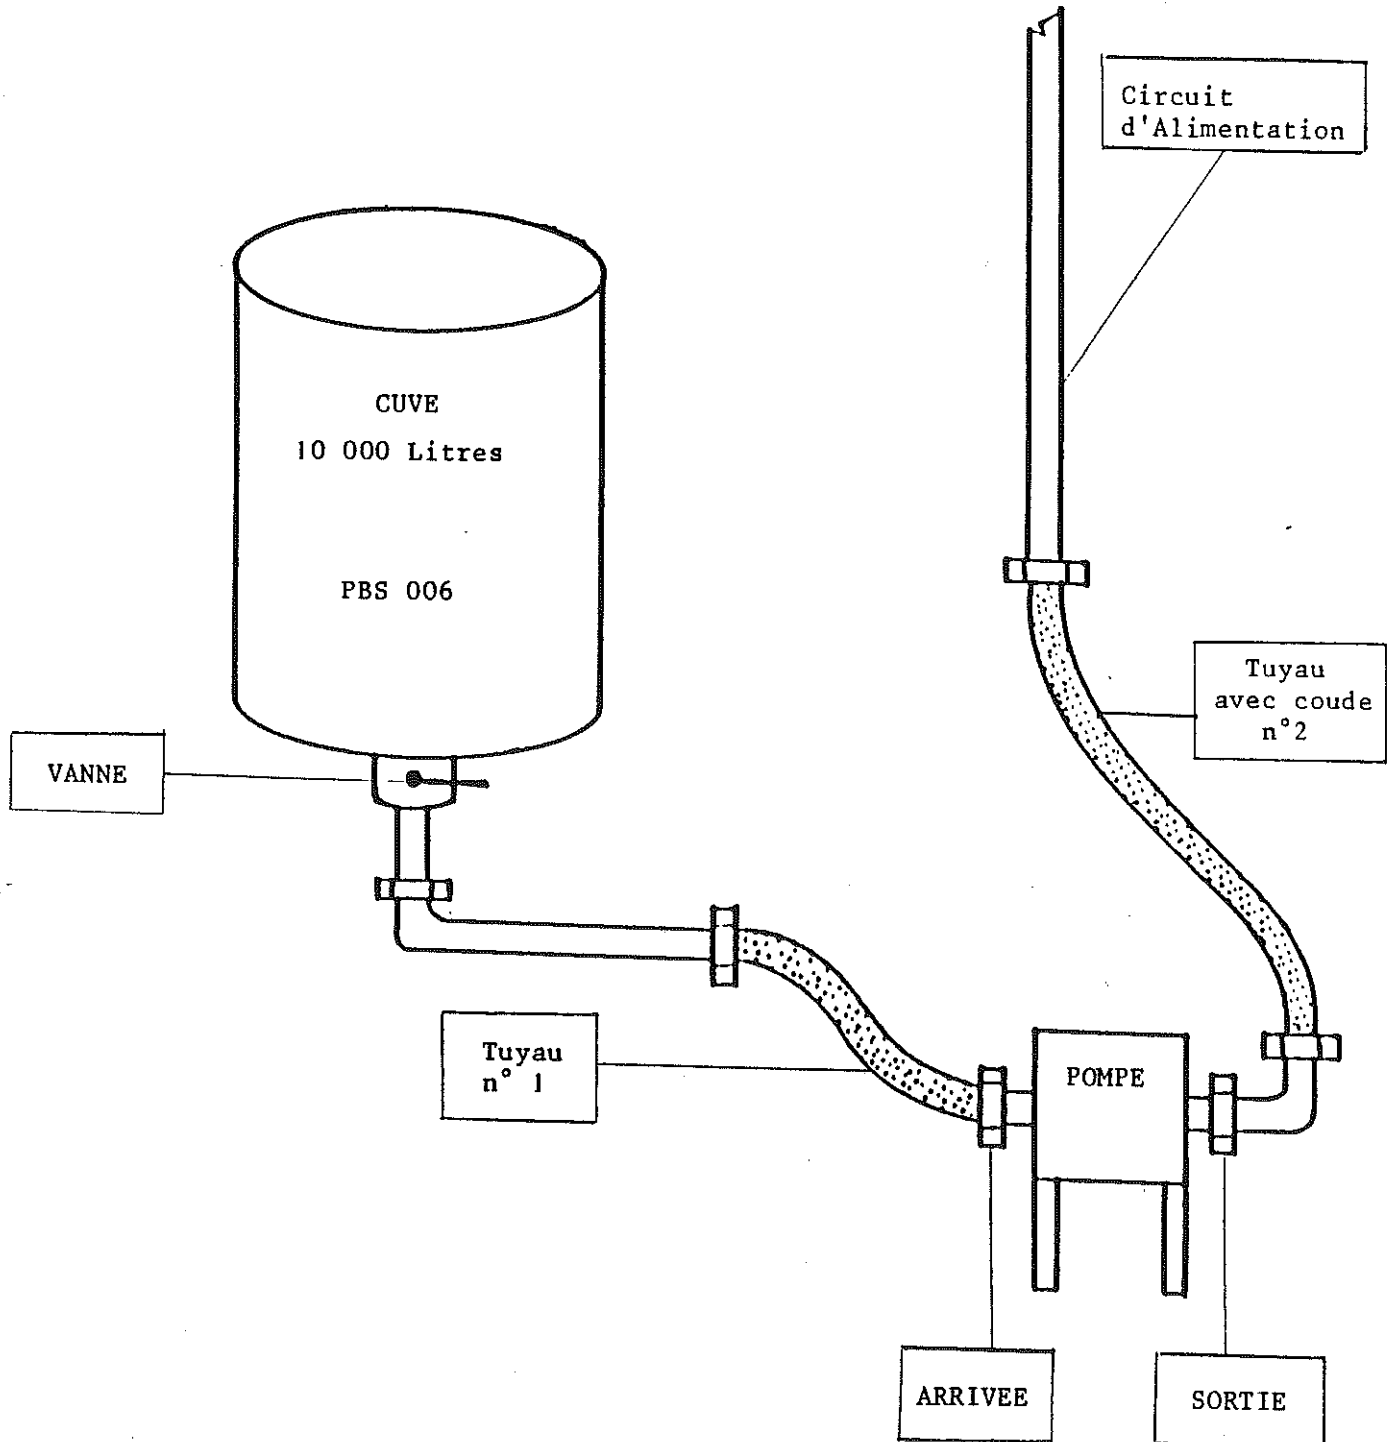 Circuit
d'Alimentation
CUVE
10 000 Litres
PBS 006
Tuyau
avec coude
n°2
VANNE
Tuyau
n° 1
POMPE
ARRIVEE
SORTIE